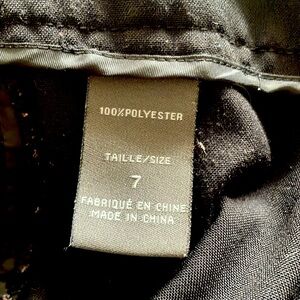 100%POLYESTER
TAILLE/SIZE
7
FABRIQUÉ EN CHINE
MADE IN CHINA